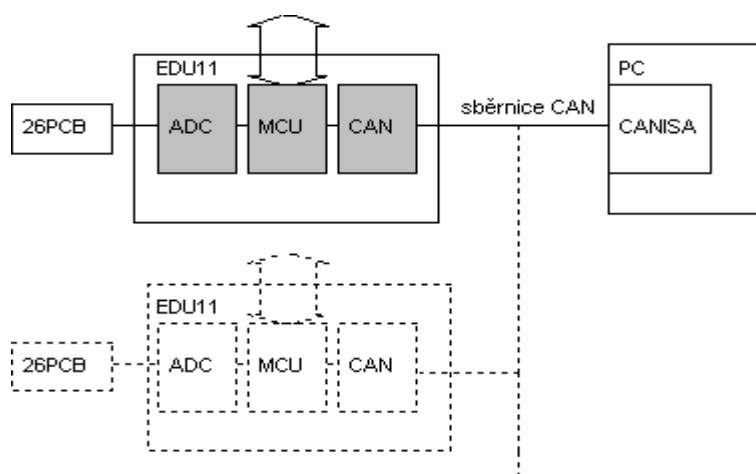 EDU11
PC
26PCB
ADC
MCU
CAN
sběrnice CAN
CANISA
EDU11
26PCB
ADC
MCU
CAN